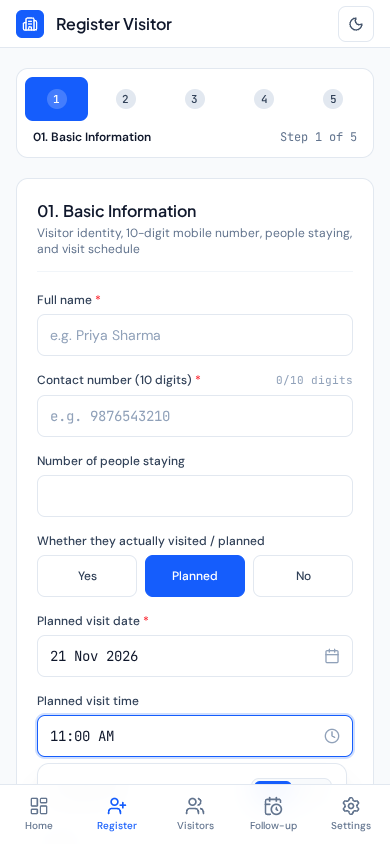 Register Visitor
1 2 3 4 5
01. Basic Information Step 1 of 5
01. Basic Information
Visitor identity, 10-digit mobile number, people staying,
and visit schedule
Full name *
e.g. Priya Sharma
Contact number (10 digits) * 0/10 digits
e.g. 9876543210
Number of people staying
Whether they actually visited / planned
Yes Planned No
Planned visit date *
21 Nov 2026
Planned visit time
11:00 AM
Home Register Visitors Follow-up Settings